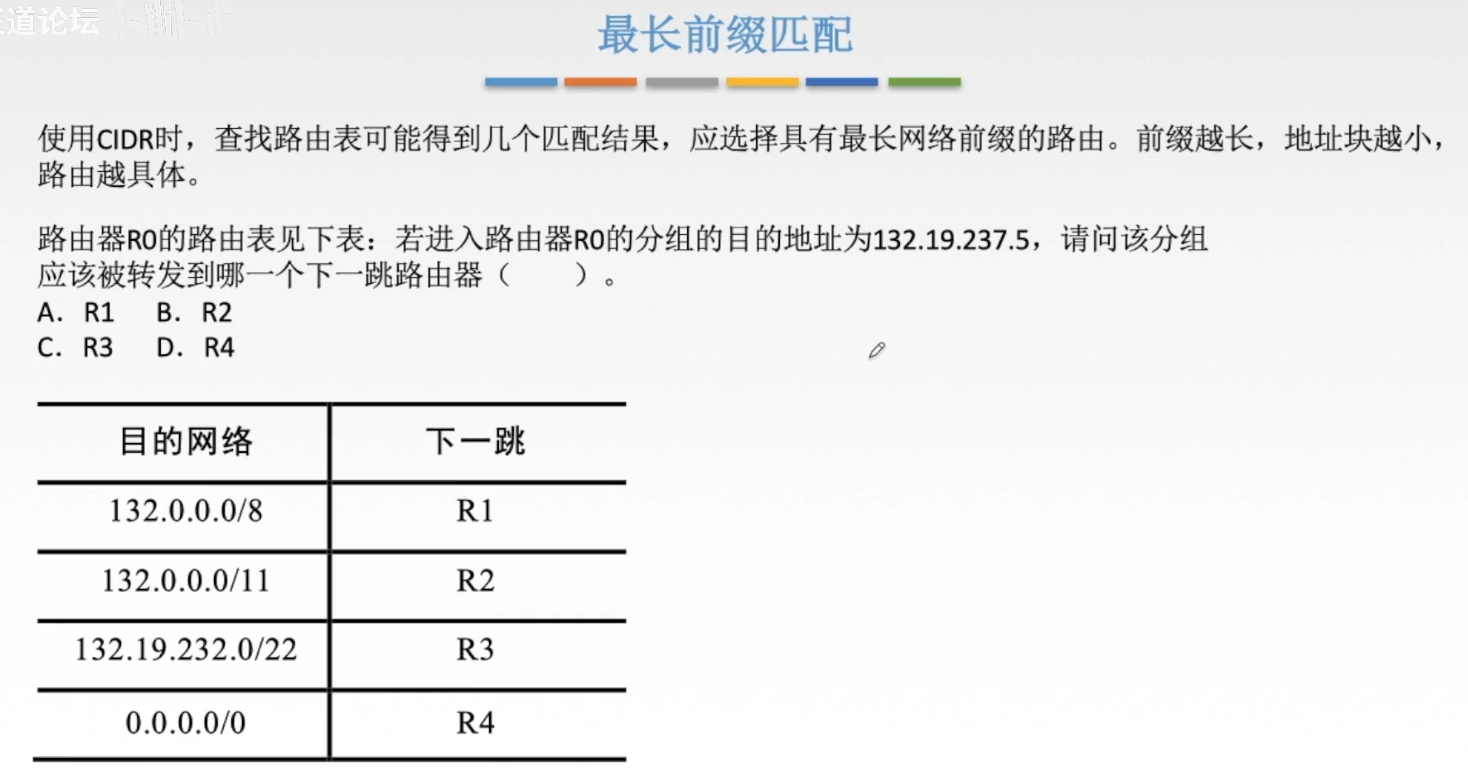 道论坛
最长前缀匹配
使用CIDR时，查找路由表可能得到几个匹配结果，应选择具有最长网络前缀的路由。前缀越长，地址块越小，
路由越具体。
路由器R0的路由表见下表：若进入路由器R0的分组的目的地址为132.19.237.5，请问该分组
应该被转发到哪一个下一跳路由器（　　）。
A． R1 B． R2
C． R3 D． R4
目的网络 下一跳
132.0.0.0/8 R1
132.0.0.0/11 R2
132.19.232.0/22 R3
0.0.0.0/0 R4